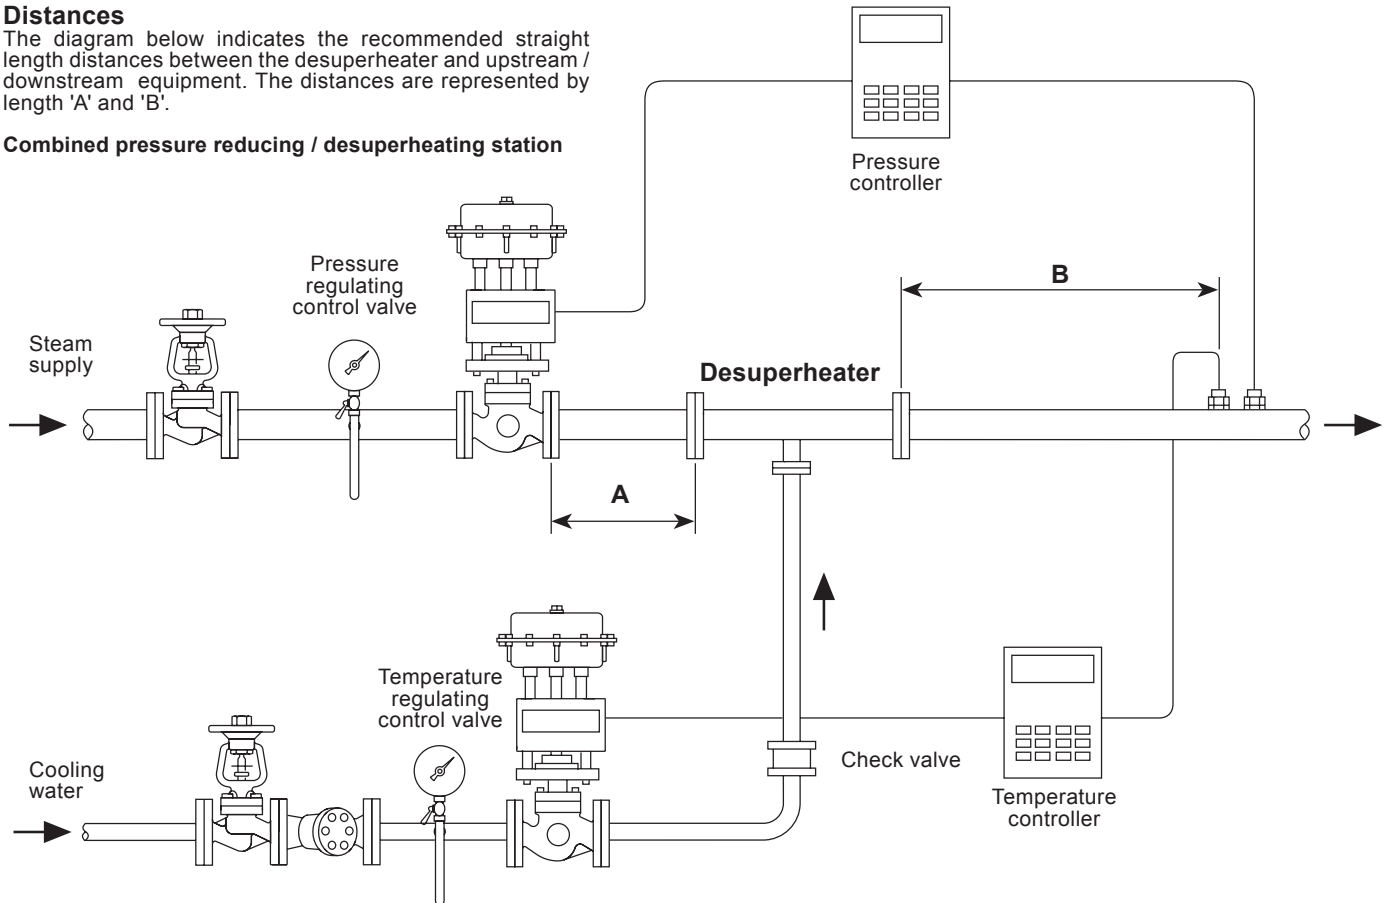 Distances
The diagram below indicates the recommended straight
length distances between the desuperheater and upstream /
downstream equipment. The distances are represented by
length 'A' and 'B'.
Combined pressure reducing / desuperheating station
Pressure
controller
Pressure
regulating
control valve
B
Steam
supply
Desuperheater
A
Temperature
regulating
control valve
Check valve
Cooling
water
Temperature
controller